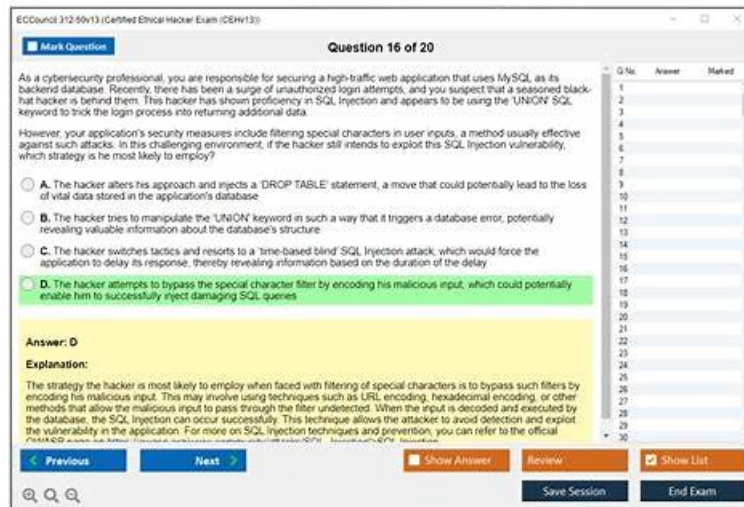 ECCouncil 312-50v13 (Certified Ethical Hacker Exam (CEHv13))
Mark Question
Question 16 of 20
Q No. Answer Marked
As a cybersecurity professional, you are responsible for securing a high-traffic web application that uses MySQL as its
backend database. Recently, there has been a surge of unauthorized login attempts, and you suspect that a seasoned black-
hat hacker is behind them. This hacker has shown proficiency in SQL Injection and appears to be using the 'UNION' SQL
keyword to trick the login process into returning additional data.
However, your application's security measures include filtering special characters in user inputs, a method usually effective
against such attacks. In this challenging environment, if the hacker still intends to exploit this SQL Injection vulnerability,
which strategy is he most likely to employ?
A. The hacker alters his approach and injects a 'DROP TABLE' statement, a move that could potentially lead to the loss
of vital data stored in the application's database
B. The hacker tries to manipulate the 'UNION' keyword in such a way that it triggers a database error, potentially
revealing valuable information about the database's structure
C. The hacker switches tactics and resorts to a 'time-based blind' SQL Injection attack, which would force the
application to delay its response, thereby revealing information based on the duration of the delay
D. The hacker attempts to bypass the special character filter by encoding his malicious input, which could potentially
enable him to successfully inject damaging SQL queries
Answer: D
Explanation:
The strategy the hacker is most likely to employ when faced with filtering of special characters is to bypass such filters by
encoding his malicious input. This may involve using techniques such as URL encoding, hexadecimal encoding, or other
methods that allow the malicious input to pass through the filter undetected. When the input is decoded and executed by
the database, the SQL Injection can occur successfully. This technique allows the attacker to avoid detection and exploit
the vulnerability in the application. For more on SQL Injection techniques and prevention, you can refer to the official
1
2
3
4
5
6
7
8
9
10
11
12
13
14
15
16
17
18
19
20
21
22
23
24
25
26
27
28
29
30
Previous
Next
Show Answer
Review
Show List
Save Session
End Exam